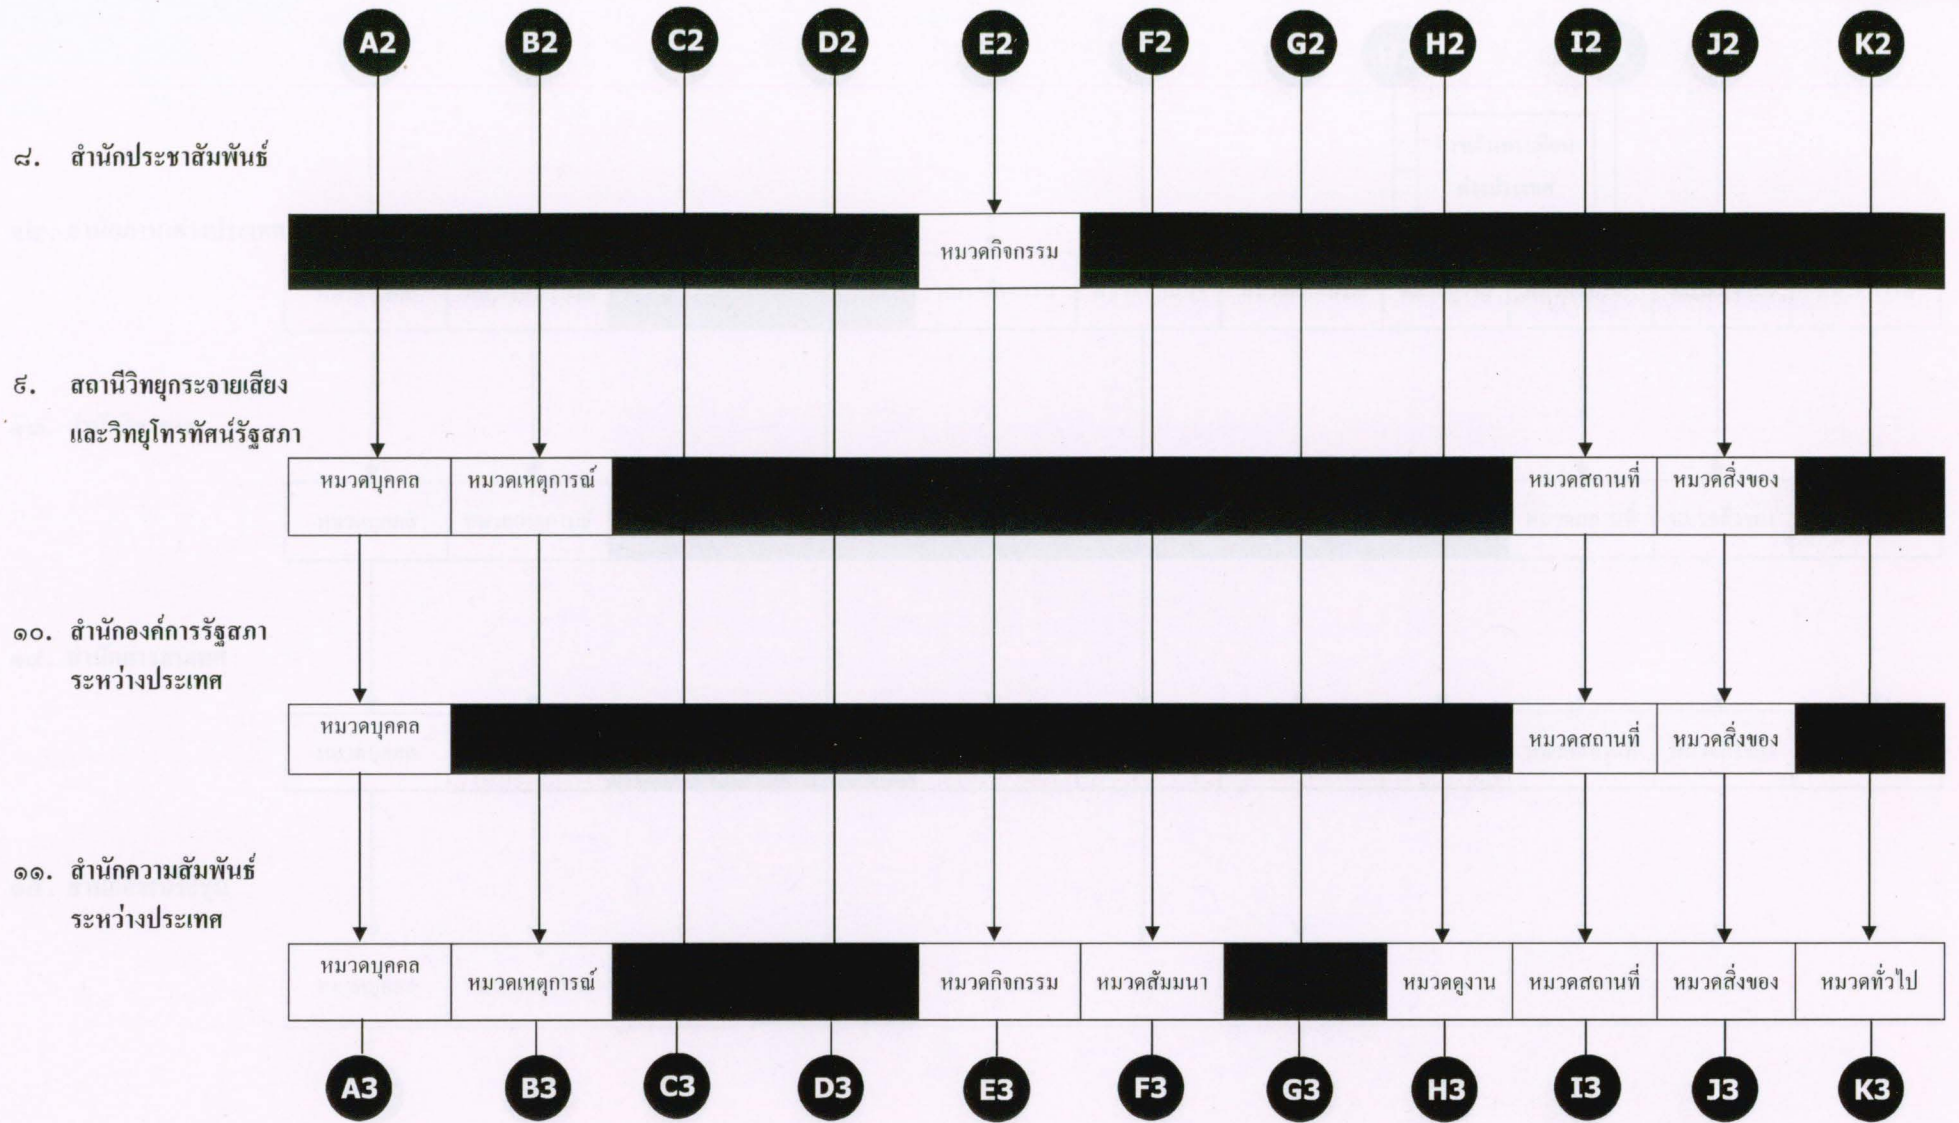 A2 B2 C2 D2 E2 F2 G2 H2 I2 J2 K2
๘. สำนักประชาสัมพันธ์
หมวดกิจกรรม
๙. สถานีวิทยุกระจายเสียง
และวิทยุโทรทัศน์รัฐสภา
หมวดบุคคล หมวดเหตุการณ์ หมวดสถานที่ หมวดสิ่งของ
๑๐. สำนักองค์การรัฐสภา
ระหว่างประเทศ
หมวดบุคคล หมวดสถานที่ หมวดสิ่งของ
๑๑. สำนักความสัมพันธ์
ระหว่างประเทศ
หมวดบุคคล หมวดเหตุการณ์ หมวดกิจกรรม หมวดสัมมนา หมวดดูงาน หมวดสถานที่ หมวดสิ่งของ หมวดทั่วไป
A3 B3 C3 D3 E3 F3 G3 H3 I3 J3 K3